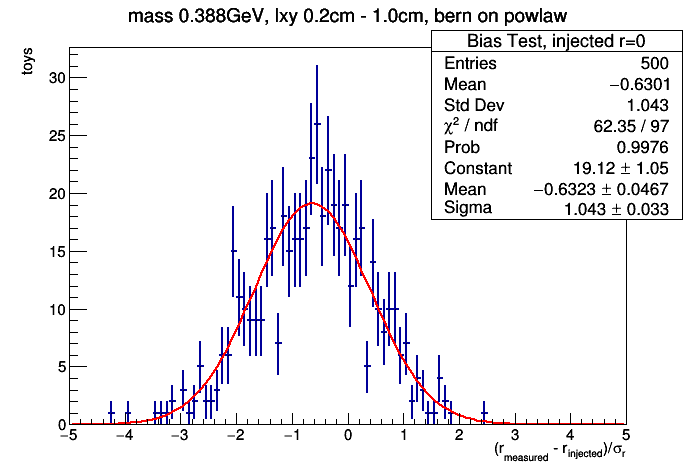 mass 0.388GeV, lxy 0.2cm - 1.0cm, bern on powlaw
toys
Bias Test, injected r=0
Entries 500
Mean −0.6301
Std Dev 1.043
χ² / ndf 62.35 / 97
Prob 0.9976
Constant 19.12 ± 1.05
Mean −0.6323 ± 0.0467
Sigma 1.043 ± 0.033
30
25
20
15
10
5
0
−5 −4 −3 −2 −1 0 1 2 3 4 5
(r_measured - r_injected)/σ_r